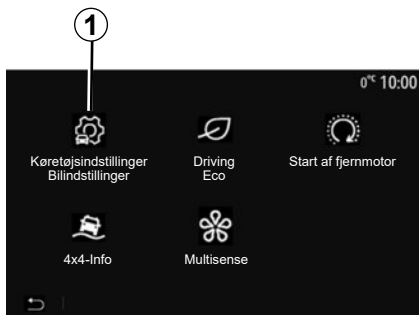 1
0°C 10:00
Køretøjsindstillinger
Bilindstillinger
Driving
Eco
Start af fjernmotor
4x4-Info
Multisense